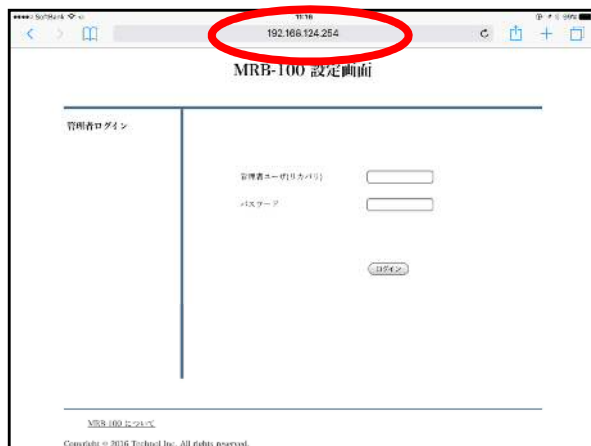 SoftBank 11:16
192.168.124.254
MRB-100 設定画面
管理者ログイン
管理者ユーザ(リカバリ)
パスワード
ログイン
MRB-100 について
Copyright © 2016 Technol Inc. All rights reserved.